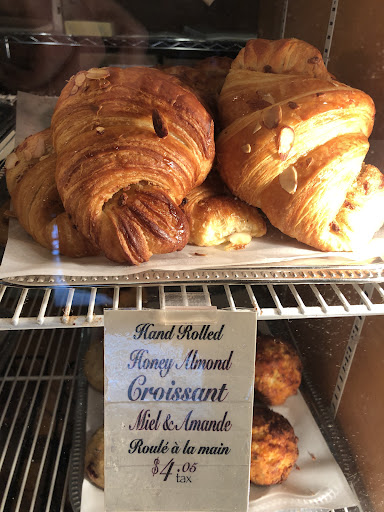 Hand Rolled
Honey Almond
Croissant
Miel & Amande
Roulé à la main
$4.05
tax